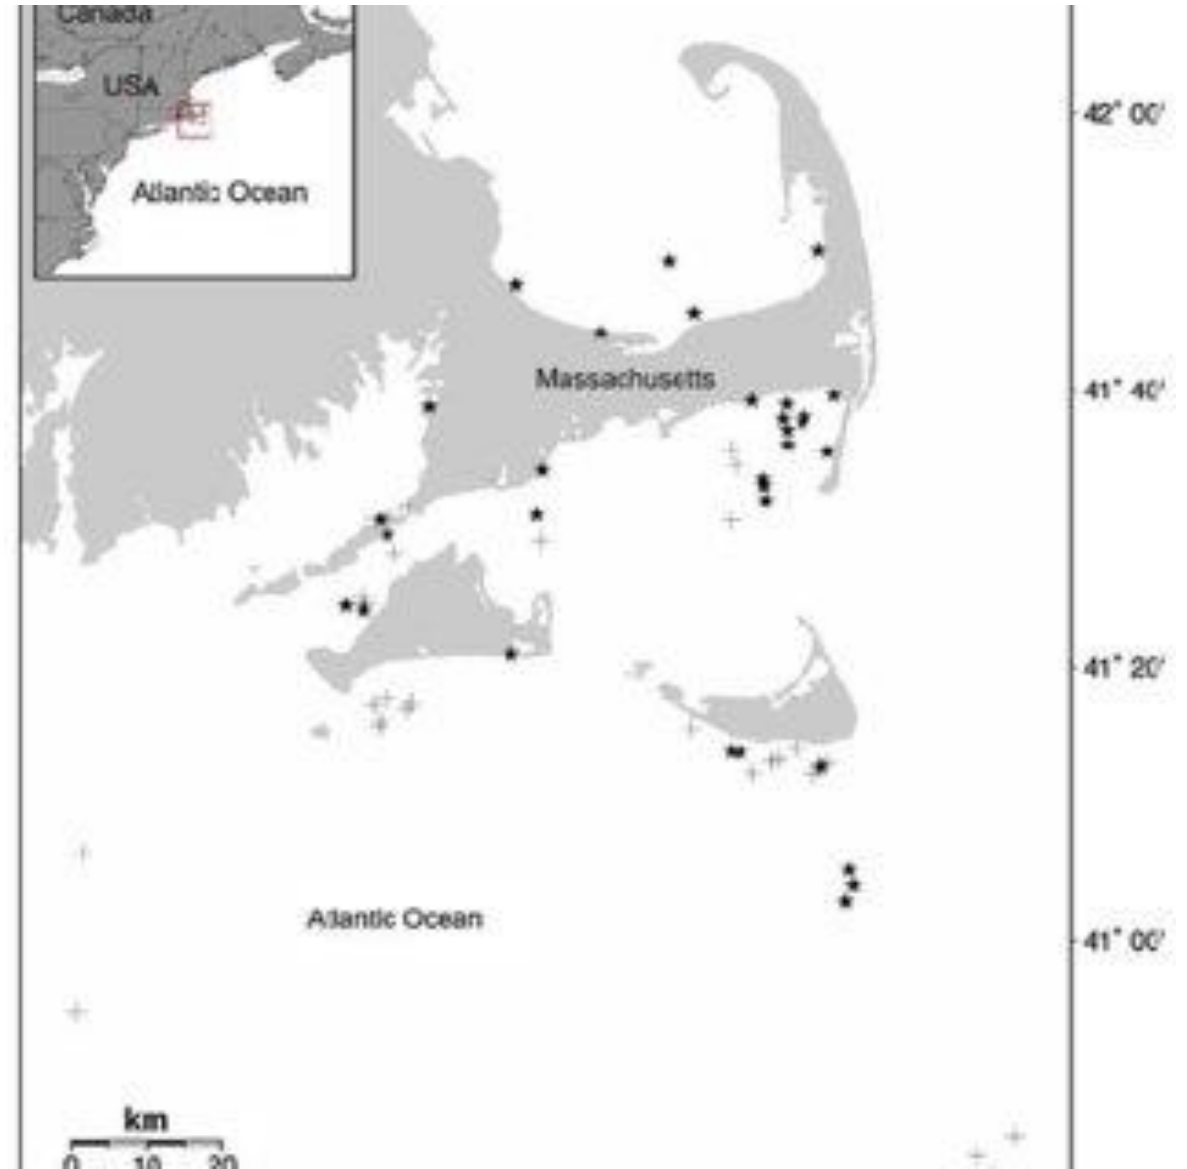 Canada
USA
Atlantic Ocean
42° 00'
Massachusetts
41° 40'
41° 20'
Atlantic Ocean
41° 00'
km
0 10 20